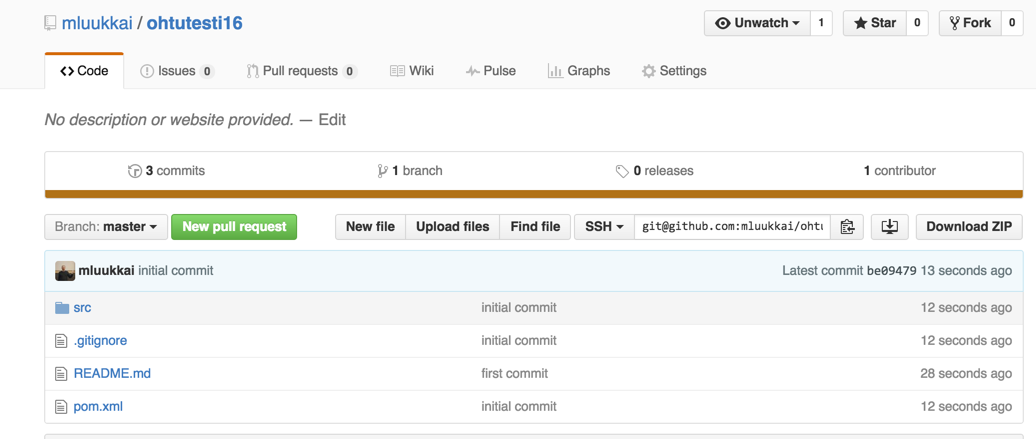 mluukkai / ohtutesti16
Unwatch 1 Star 0 Fork 0
Code Issues 0 Pull requests 0 Wiki Pulse Graphs Settings
No description or website provided. — Edit
3 commits 1 branch 0 releases 1 contributor
Branch: master New pull request New file Upload files Find file SSH git@github.com:mluukkai/ohtu Download ZIP
mluukkai initial commit Latest commit be09479 13 seconds ago
src initial commit 12 seconds ago
.gitignore initial commit 12 seconds ago
README.md first commit 28 seconds ago
pom.xml initial commit 12 seconds ago